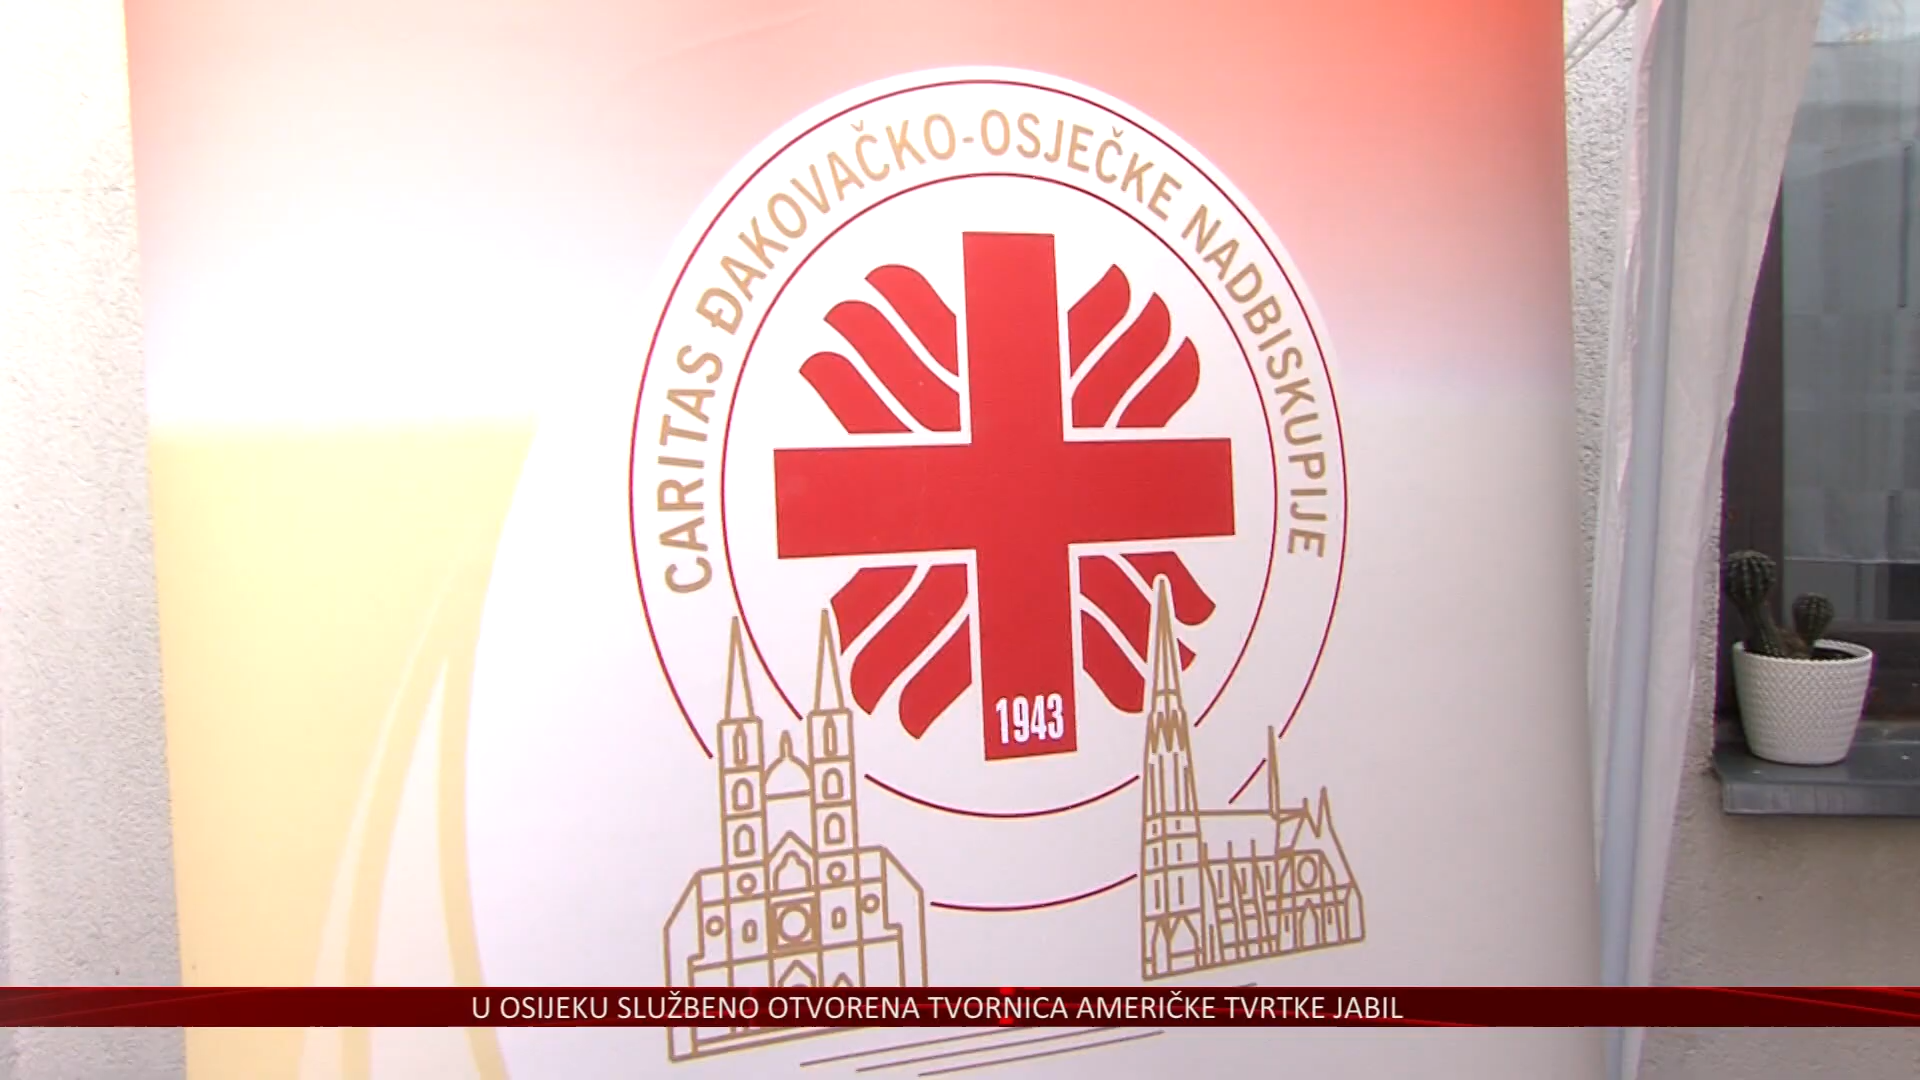 CARITAS ĐAKOVAČKO-OSJEČKE NADBISKUPIJE
1943
U OSIJEKU SLUŽBENO OTVORENA TVORNICA AMERIČKE TVRTKE JABIL